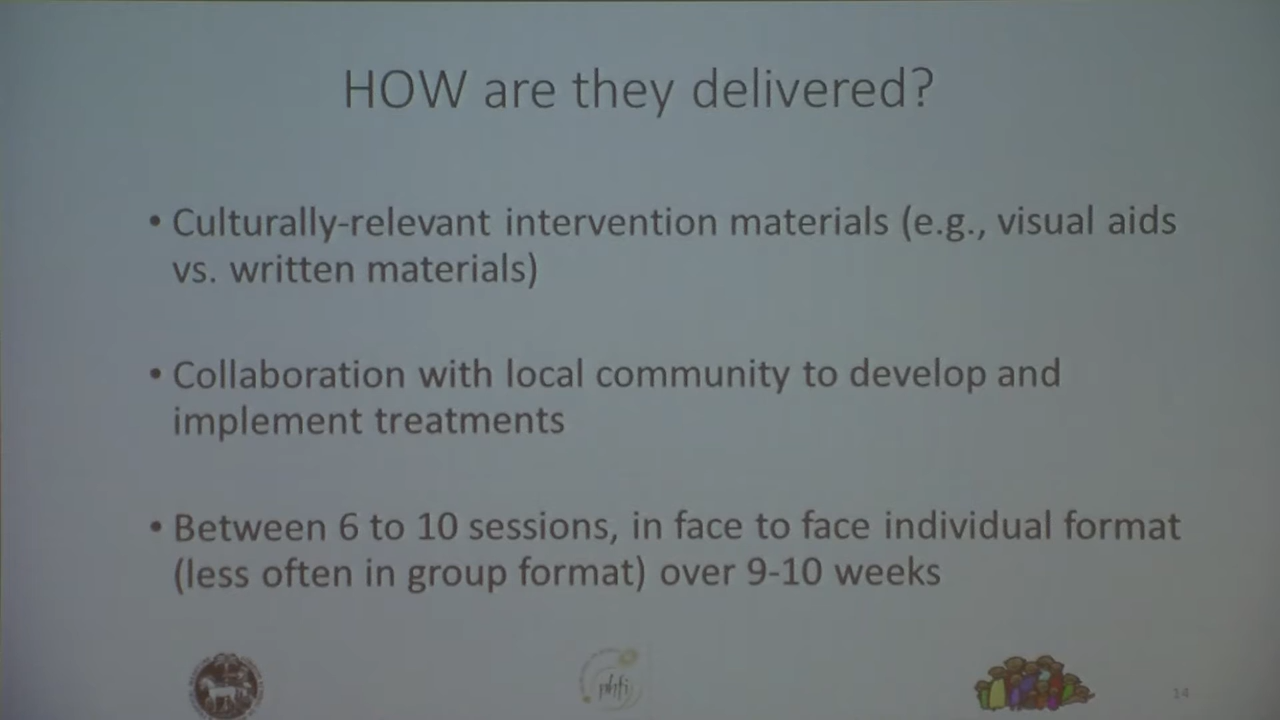 HOW are they delivered?
• Culturally-relevant intervention materials (e.g., visual aids
vs. written materials)
• Collaboration with local community to develop and
implement treatments
• Between 6 to 10 sessions, in face to face individual format
(less often in group format) over 9-10 weeks
phfi
14